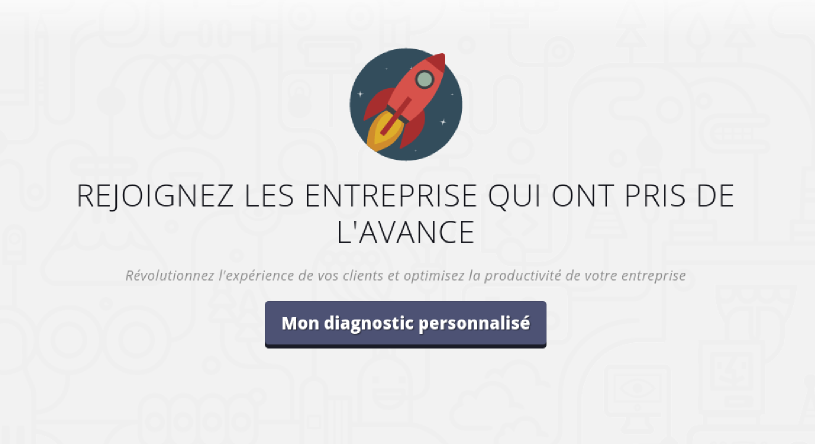 REJOIGNEZ LES ENTREPRISE QUI ONT PRIS DE
L'AVANCE
Révolutionnez l'expérience de vos clients et optimisez la productivité de votre entreprise
Mon diagnostic personnalisé